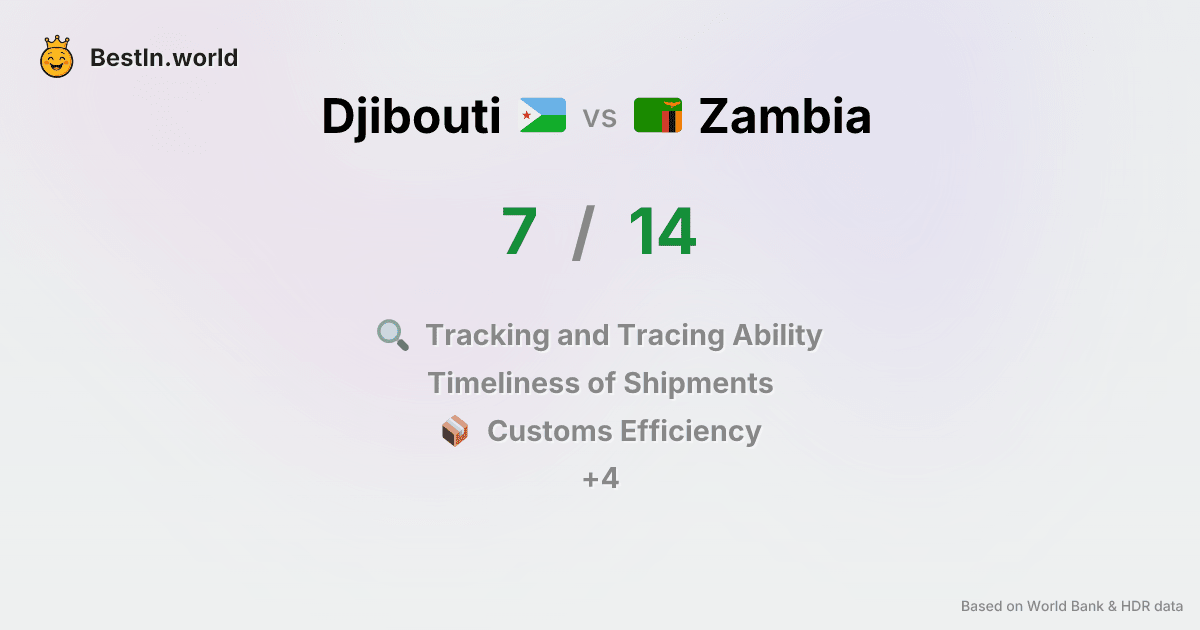 BestIn.world
Djibouti vs Zambia
7 / 14
Tracking and Tracing Ability
Timeliness of Shipments
Customs Efficiency
+4
Based on World Bank & HDR data